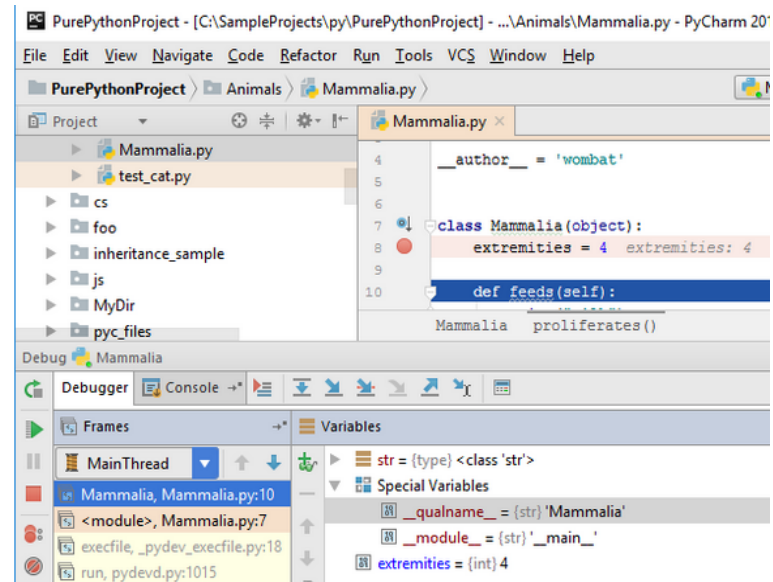 PurePythonProject - [C:\SampleProjects\py\PurePythonProject] - ...\Animals\Mammalia.py - PyCharm 201
File Edit View Navigate Code Refactor Run Tools VCS Window Help
PurePythonProject Animals Mammalia.py
Project
Mammalia.py
Mammalia.py
test_cat.py
cs
foo
inheritance_sample
js
MyDir
pyc_files
4 __author__ = 'wombat'
5
6
7 class Mammalia(object):
8 extremities = 4 extremities: 4
9
10 def feeds(self):
Mammalia proliferates()
Debug Mammalia
Debugger Console
Frames
Variables
MainThread
Mammalia, Mammalia.py:10
<module>, Mammalia.py:7
execfile, _pydev_execfile.py:18
run, pydevd.py:1015
str = {type} <class 'str'>
Special Variables
__qualname__ = {str} 'Mammalia'
__module__ = {str} '__main__'
extremities = {int} 4